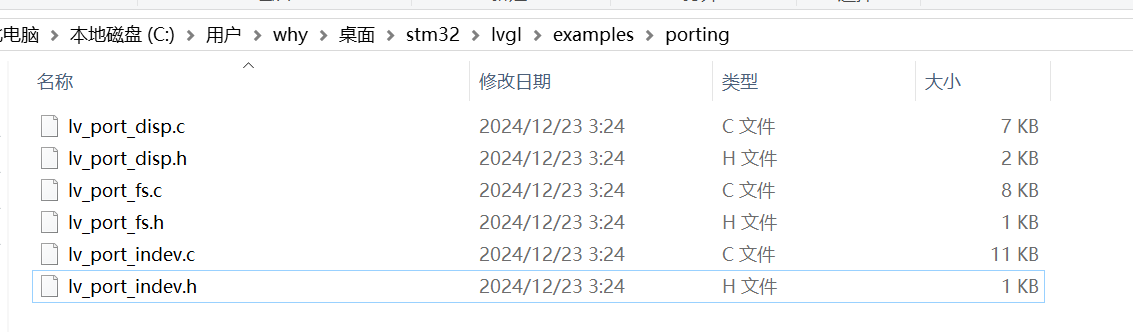 电脑 › 本地磁盘 (C:) › 用户 › why › 桌面 › stm32 › lvgl › examples › porting
名称 修改日期 类型 大小
lv_port_disp.c 2024/12/23 3:24 C 文件 7 KB
lv_port_disp.h 2024/12/23 3:24 H 文件 2 KB
lv_port_fs.c 2024/12/23 3:24 C 文件 8 KB
lv_port_fs.h 2024/12/23 3:24 H 文件 1 KB
lv_port_indev.c 2024/12/23 3:24 C 文件 11 KB
lv_port_indev.h 2024/12/23 3:24 H 文件 1 KB